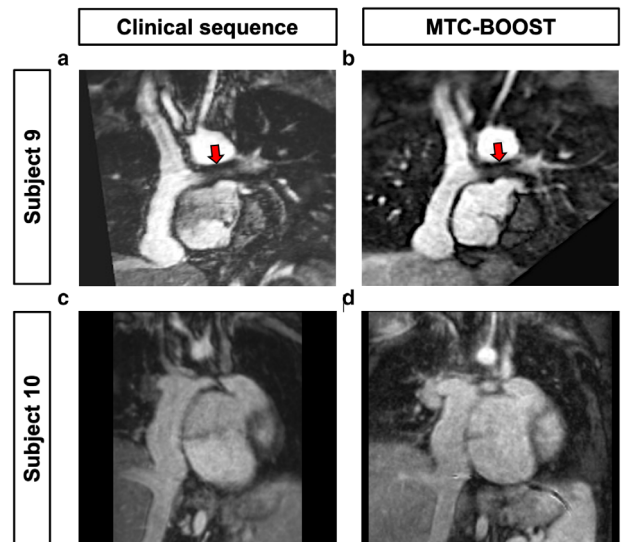 Clinical sequence
MTC-BOOST
a
b
Subject 9
c
d
Subject 10